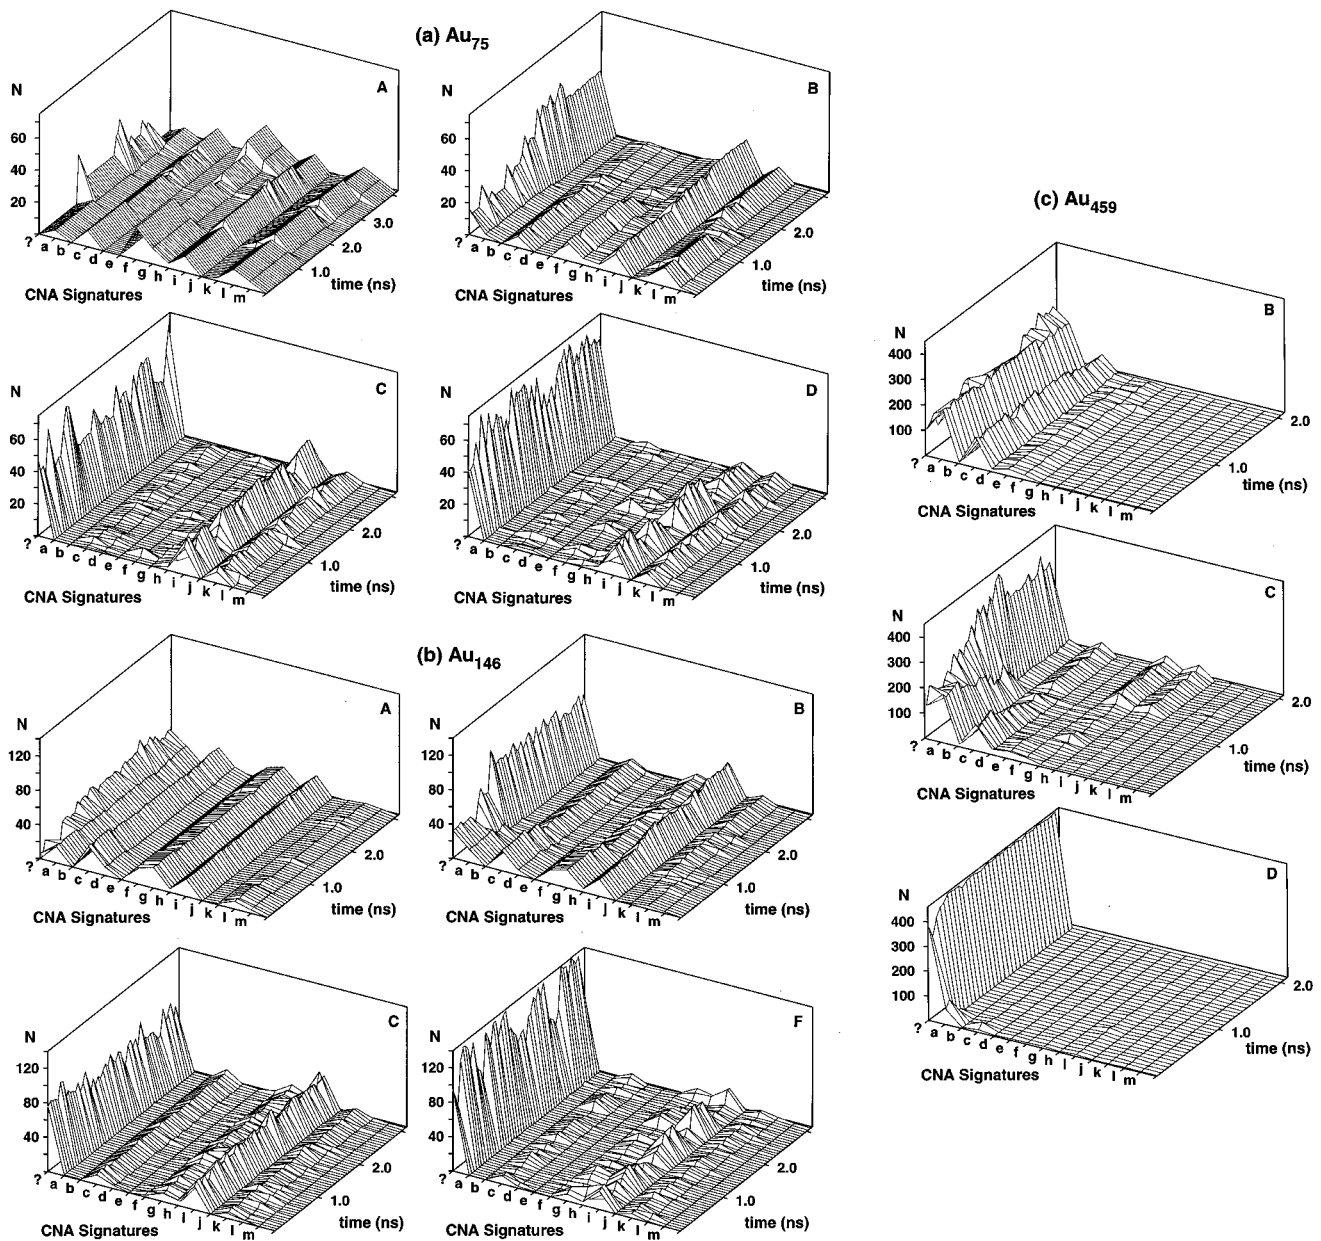 (a) Au75
N
A
60
40
20
? a b c d e f g h i j k l m
1.0
2.0
3.0
time (ns)
CNA Signatures
N
B
60
40
20
? a b c d e f g h i j k l m
1.0
2.0
time (ns)
CNA Signatures
N
C
60
40
20
? a b c d e f g h i j k l m
1.0
2.0
time (ns)
CNA Signatures
N
D
60
40
20
? a b c d e f g h i j k l m
1.0
2.0
time (ns)
CNA Signatures
(b) Au146
N
A
120
80
40
? a b c d e f g h i j k l m
1.0
2.0
time (ns)
CNA Signatures
N
B
120
80
40
? a b c d e f g h i j k l m
1.0
2.0
time (ns)
CNA Signatures
N
C
120
80
40
? a b c d e f g h i j k l m
1.0
2.0
time (ns)
CNA Signatures
N
F
120
80
40
? a b c d e f g h i j k l m
1.0
2.0
time (ns)
CNA Signatures
(c) Au459
N
B
400
300
200
100
? a b c d e f g h i j k l m
1.0
2.0
time (ns)
CNA Signatures
N
C
400
300
200
100
? a b c d e f g h i j k l m
1.0
2.0
time (ns)
CNA Signatures
N
D
400
300
200
100
? a b c d e f g h l j k l m
1.0
2.0
time (ns)
CNA Signatures